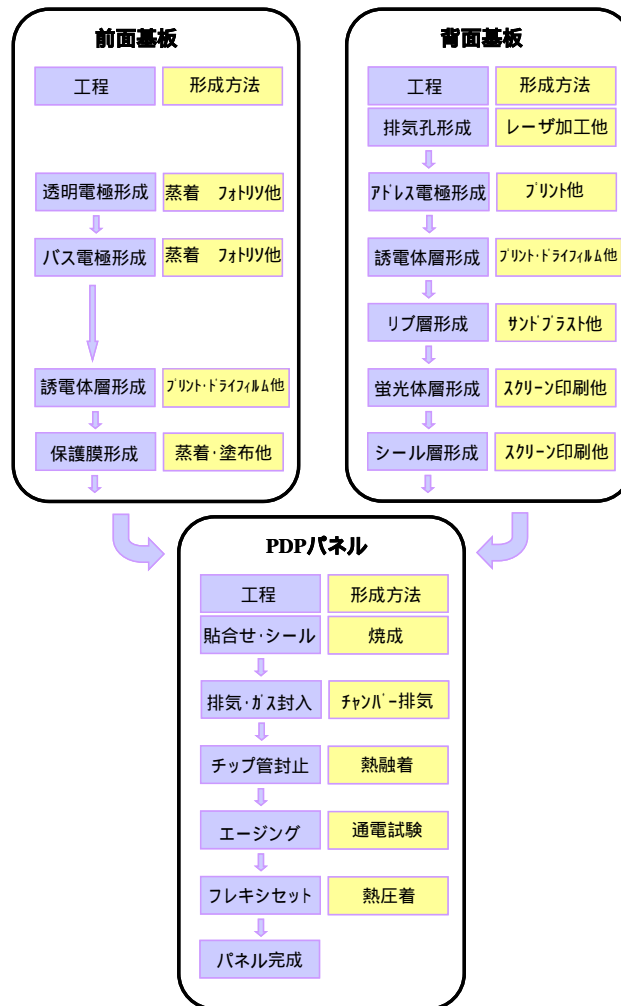 前面基板
工程 形成方法
透明電極形成 蒸着 フォトリソ他
バス電極形成 蒸着 フォトリソ他
誘電体層形成 プリント・ドライフィルム他
保護膜形成 蒸着・塗布他
背面基板
工程 形成方法
排気孔形成 レーザ加工他
アドレス電極形成 プリント他
誘電体層形成 プリント・ドライフィルム他
リブ層形成 サンドブラスト他
蛍光体層形成 スクリーン印刷他
シール層形成 スクリーン印刷他
PDPパネル
工程 形成方法
貼合せ・シール 焼成
排気・ガス封入 チャンバー排気
チップ管封止 熱融着
エージング 通電試験
フレキシセット 熱圧着
パネル完成